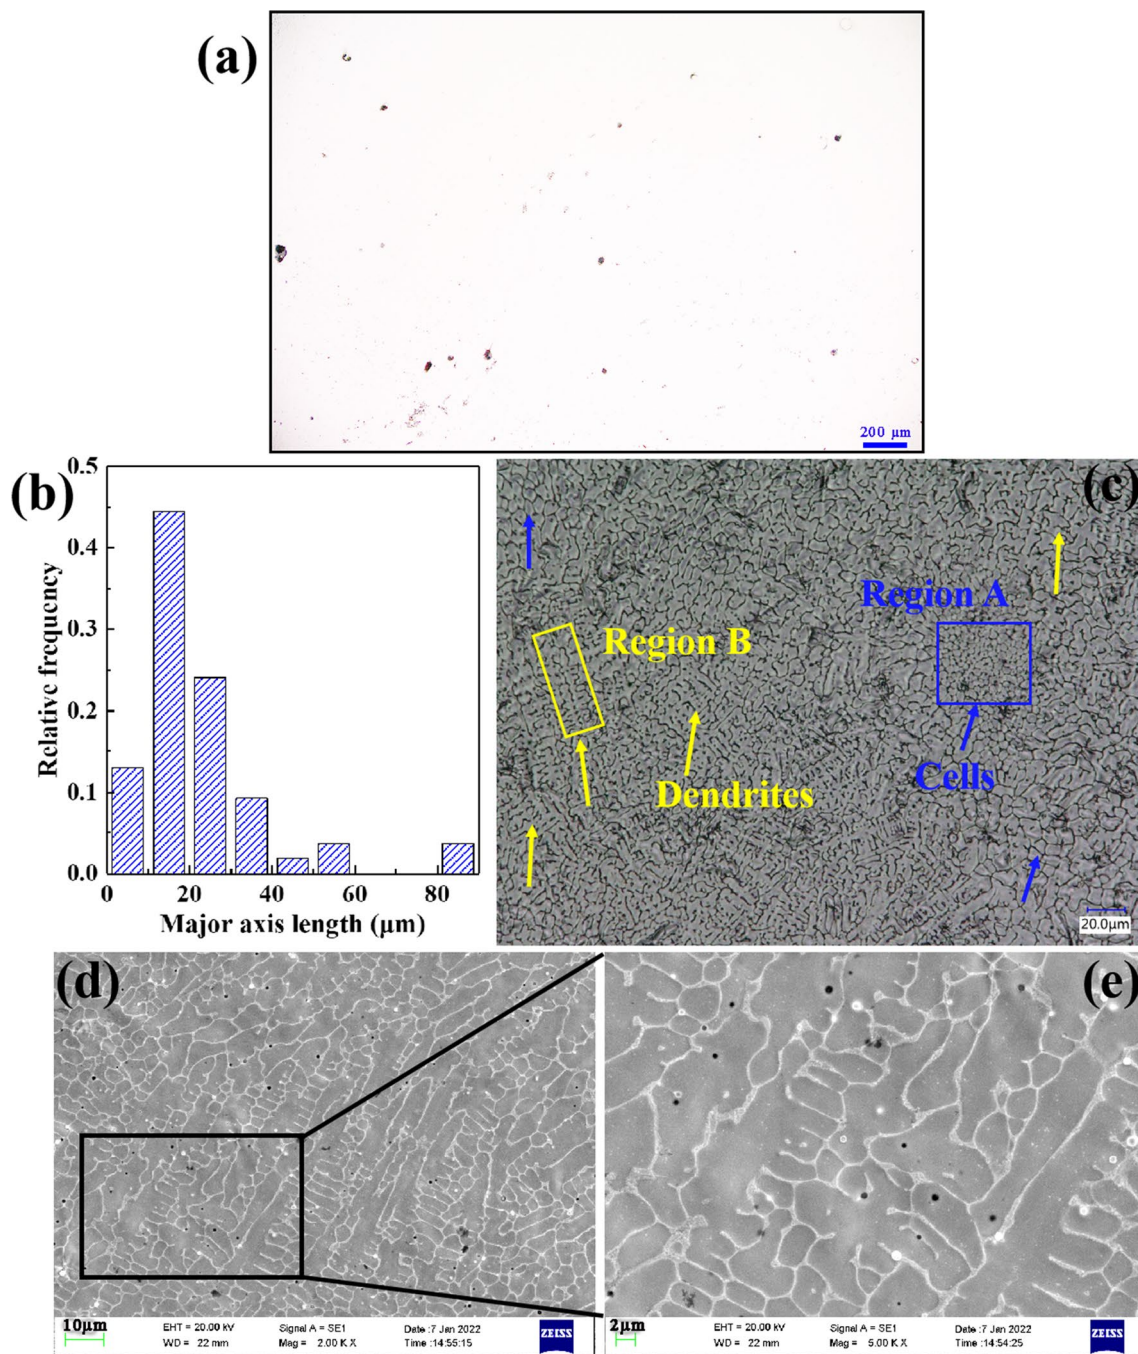 (a)
200 µm
(b)
0.5
0.4
0.3
0.2
0.1
0.0
Relative frequency
0
20
40
60
80
Major axis length (µm)
(c)
Region A
Region B
Cells
Dendrites
20.0µm
(d)
10µm
EHT = 20.00 kV
WD = 22 mm
Signal A = SE1
Mag = 2.00 K X
Date :7 Jan 2022
Time :14:55:15
ZEISS
(e)
2µm
EHT = 20.00 kV
WD = 22 mm
Signal A = SE1
Mag = 5.00 K X
Date :7 Jan 2022
Time :14:54:25
ZEISS